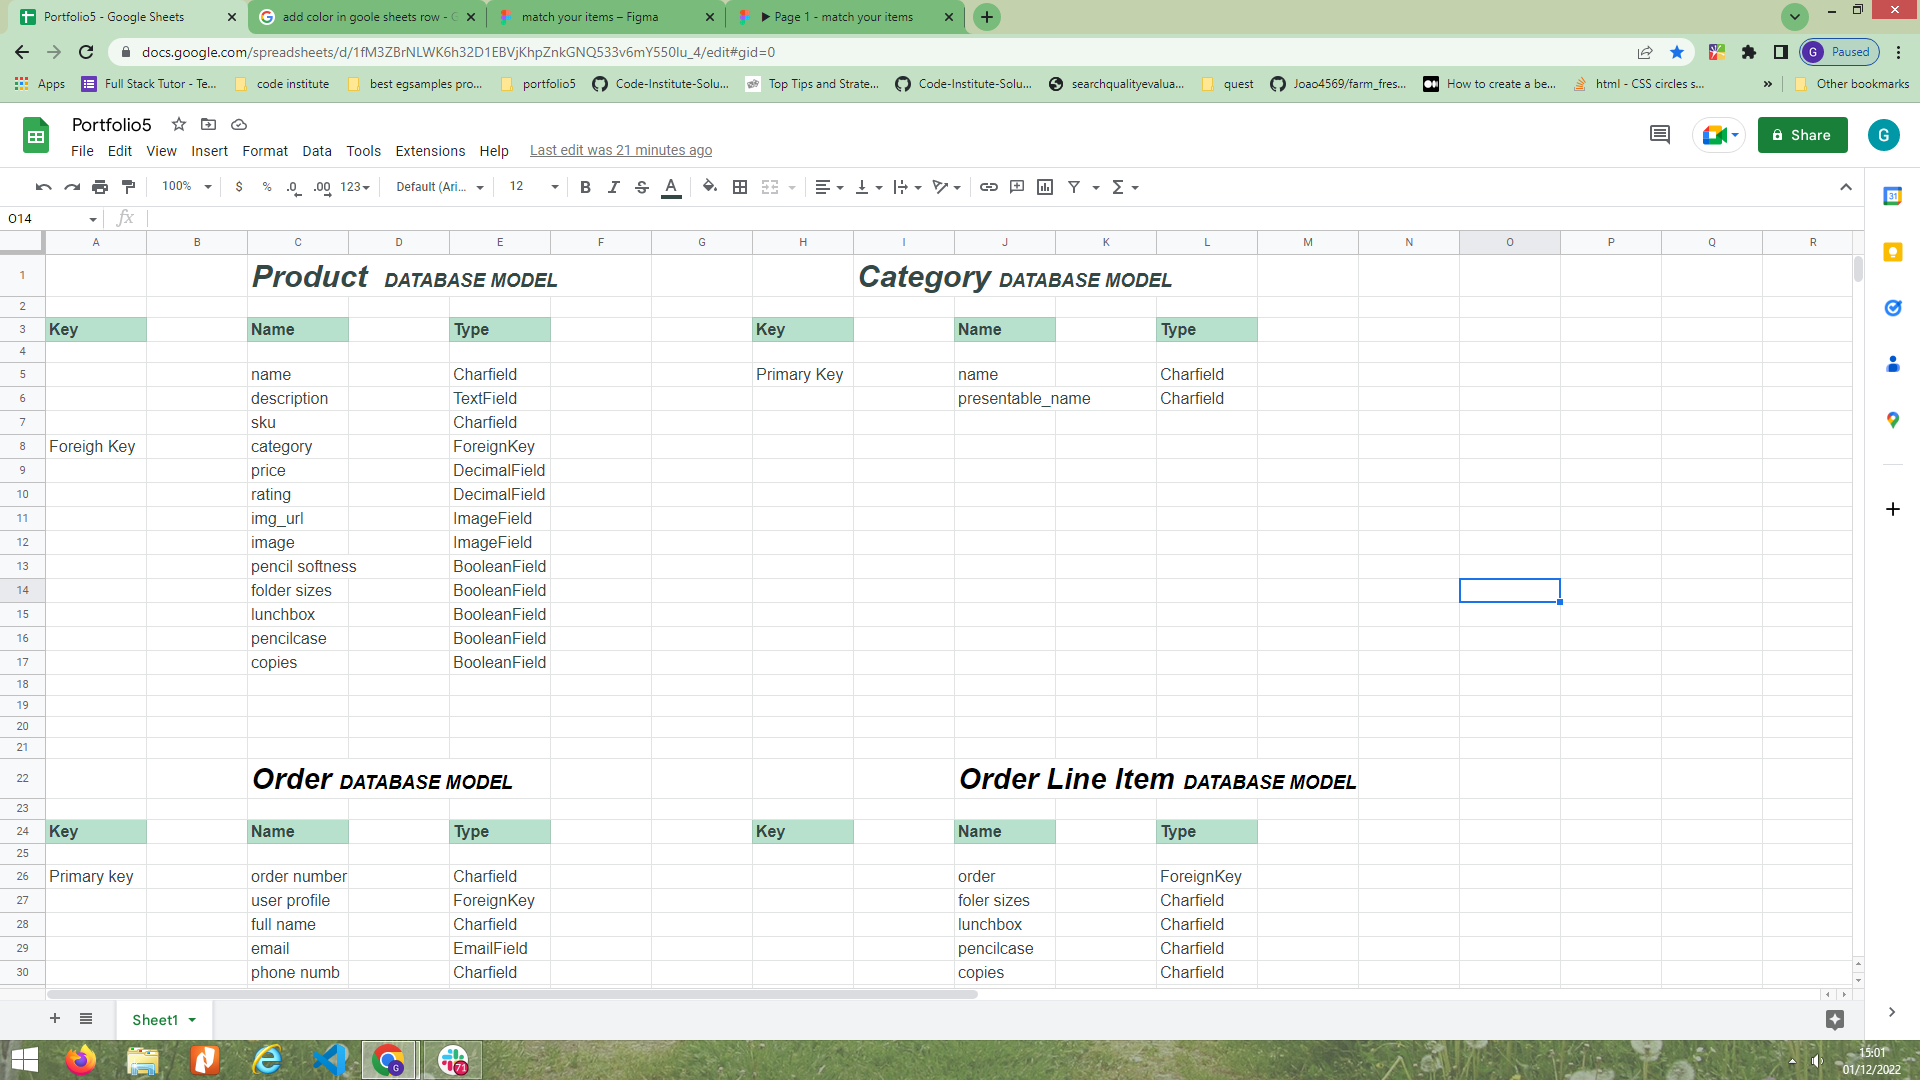 Portfolio5 - Google Sheets
add color in goole sheets row - G
match your items – Figma
▶ Page 1 - match your items
docs.google.com/spreadsheets/d/1fM3ZBrNLWK6h32D1EBVjKhpZnkGNQ533v6mY550Iu_4/edit#gid=0
G Paused
Apps
Full Stack Tutor - Te...
code institute
best egsamples pro...
portfolio5
Code-Institute-Solu...
Top Tips and Strate...
Code-Institute-Solu...
searchqualityevalua...
quest
Joao4569/farm_fres...
How to create a be...
html - CSS circles s...
»
Other bookmarks
Portfolio5
File Edit View Insert Format Data Tools Extensions Help Last edit was 21 minutes ago
Share
G
100% $ % .0 .00 123 Default (Ari... 12 B I S A
O14 fx
A B C D E F G H I J K L M N O P Q R
1 Product DATABASE MODEL Category DATABASE MODEL
2
3 Key Name Type Key Name Type
4
5 name Charfield Primary Key name Charfield
6 description TextField presentable_name Charfield
7 sku Charfield
8 Foreigh Key category ForeignKey
9 price DecimalField
10 rating DecimalField
11 img_url ImageField
12 image ImageField
13 pencil softness BooleanField
14 folder sizes BooleanField
15 lunchbox BooleanField
16 pencilcase BooleanField
17 copies BooleanField
18
19
20
21
22 Order DATABASE MODEL Order Line Item DATABASE MODEL
23
24 Key Name Type Key Name Type
25
26 Primary key order number Charfield order ForeignKey
27 user profile ForeignKey foler sizes Charfield
28 full name Charfield lunchbox Charfield
29 email EmailField pencilcase Charfield
30 phone numb Charfield copies Charfield
Sheet1
31
G
71
15:01
01/12/2022